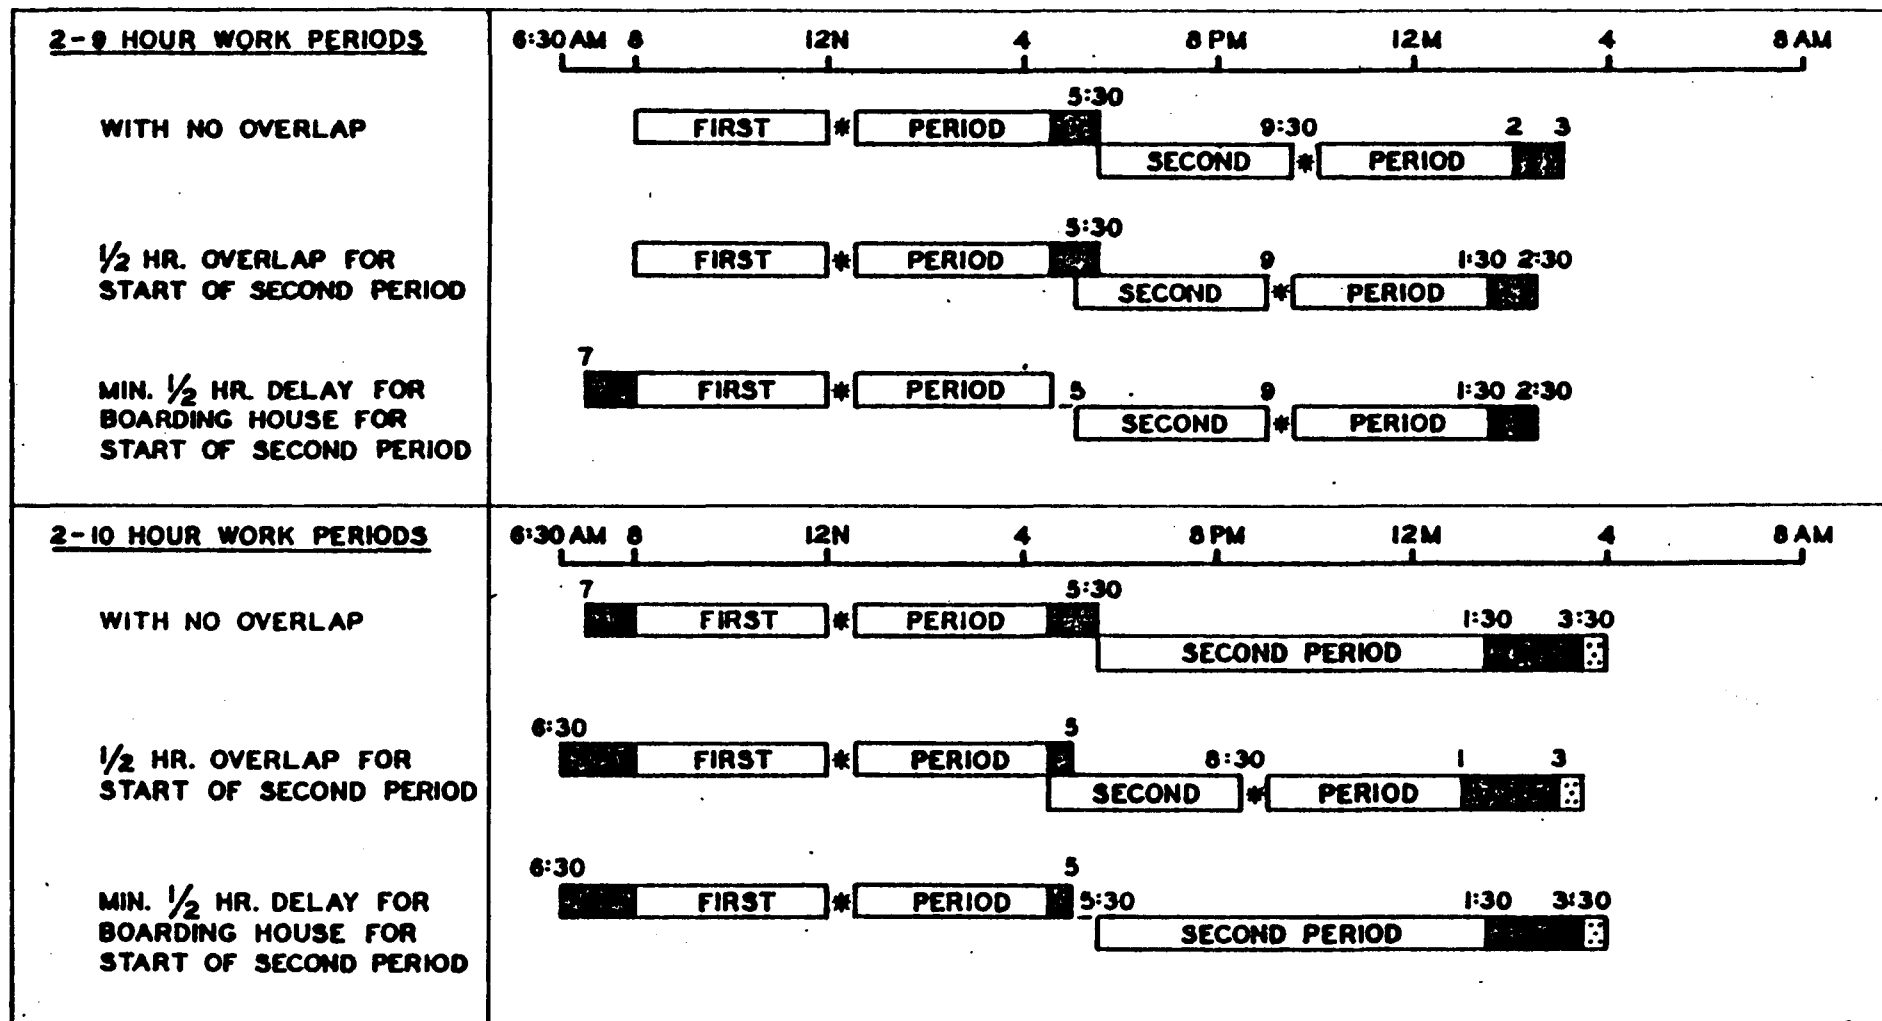 2-9 HOUR WORK PERIODS
6:30 AM 8 12N 4 8 PM 12M 4 8 AM
WITH NO OVERLAP
5:30
FIRST * PERIOD
9:30 2 3
SECOND * PERIOD
1/2 HR. OVERLAP FOR
START OF SECOND PERIOD
5:30
FIRST * PERIOD
9 1:30 2:30
SECOND * PERIOD
MIN. 1/2 HR. DELAY FOR
BOARDING HOUSE FOR
START OF SECOND PERIOD
7
FIRST * PERIOD
5 9 1:30 2:30
SECOND * PERIOD
2-10 HOUR WORK PERIODS
6:30 AM 8 12N 4 8 PM 12M 4 8 AM
WITH NO OVERLAP
7 5:30
FIRST * PERIOD
1:30 3:30
SECOND PERIOD
1/2 HR. OVERLAP FOR
START OF SECOND PERIOD
6:30 5
FIRST * PERIOD
8:30 1 3
SECOND * PERIOD
MIN. 1/2 HR. DELAY FOR
BOARDING HOUSE FOR
START OF SECOND PERIOD
6:30 5
FIRST * PERIOD
5:30 1:30 3:30
SECOND PERIOD